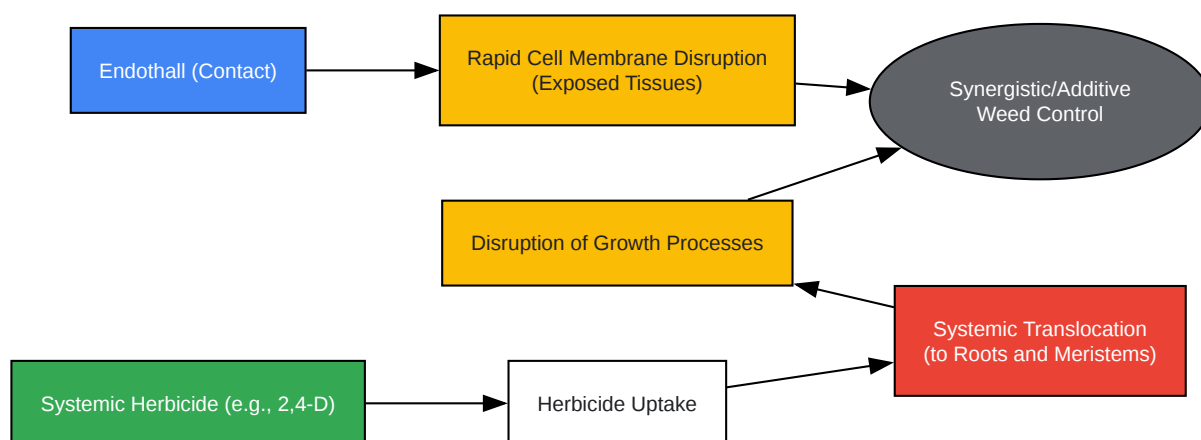 Endothall (Contact)
Rapid Cell Membrane Disruption
(Exposed Tissues)
Synergistic/Additive
Weed Control
Disruption of Growth Processes
Systemic Translocation
(to Roots and Meristems)
Systemic Herbicide (e.g., 2,4-D)
Herbicide Uptake